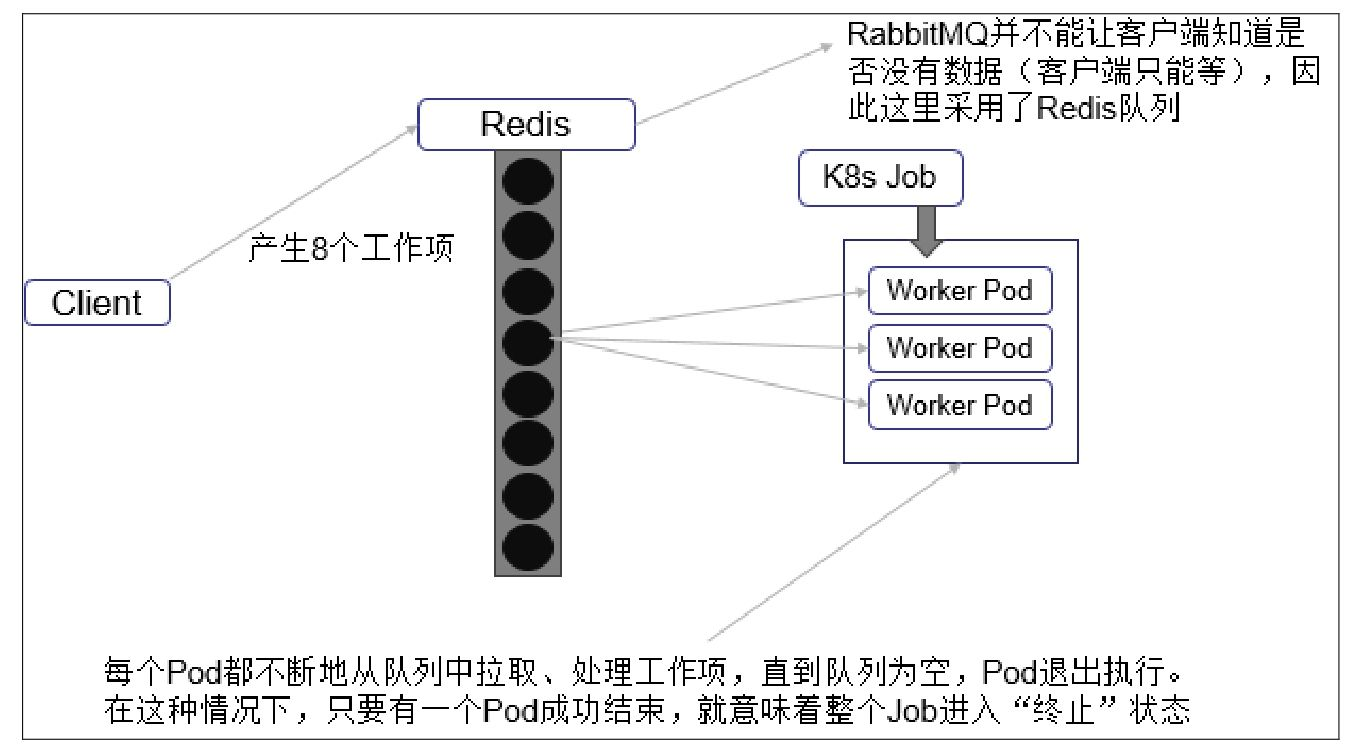 RabbitMQ并不能让客户端知道是
否没有数据（客户端只能等），因
此这里采用了Redis队列
Redis
K8s Job
产生8个工作项
Client
Worker Pod
Worker Pod
Worker Pod
每个Pod都不断地从队列中拉取、处理工作项，直到队列为空，Pod退出执行。
在这种情况下，只要有一个Pod成功结束，就意味着整个Job进入“终止”状态